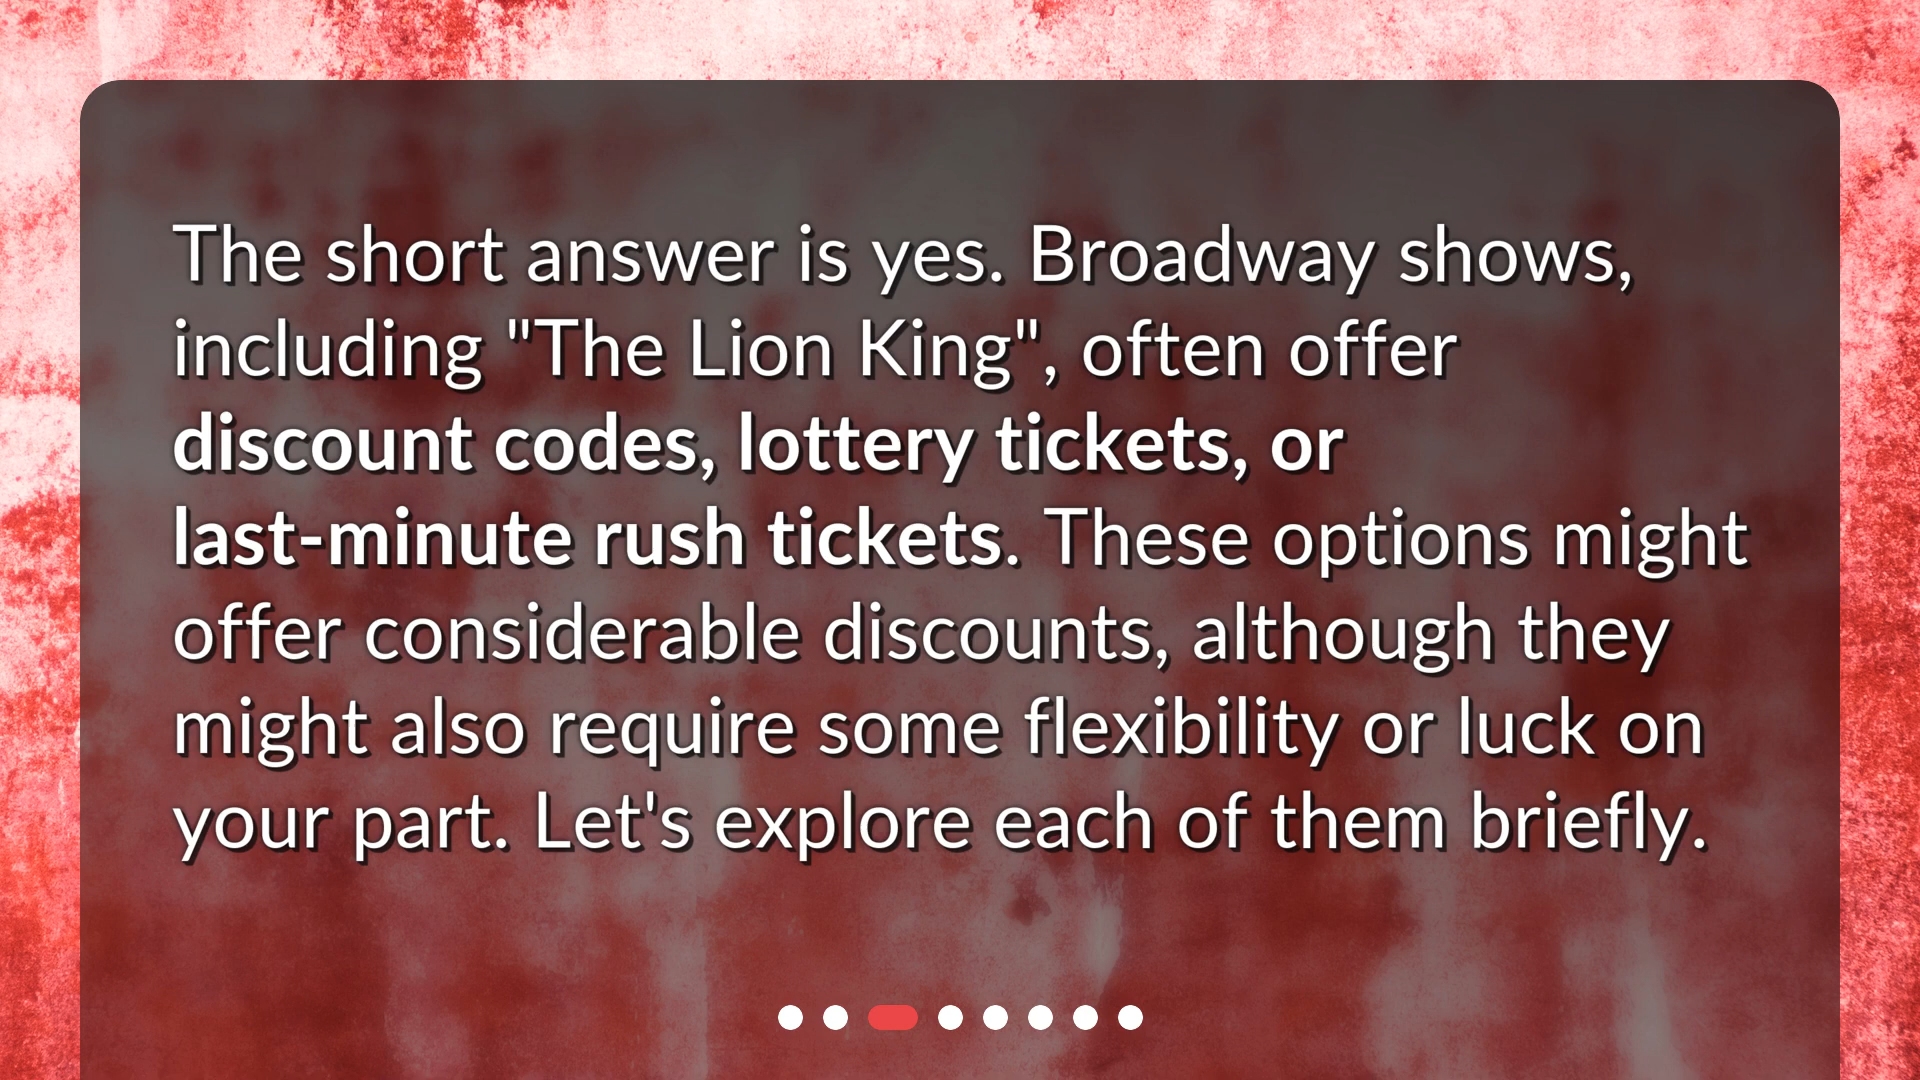 The short answer is yes. Broadway shows,
including "The Lion King", often offer
discount codes, lottery tickets, or
last-minute rush tickets. These options might
offer considerable discounts, although they
might also require some flexibility or luck on
your part. Let's explore each of them briefly.